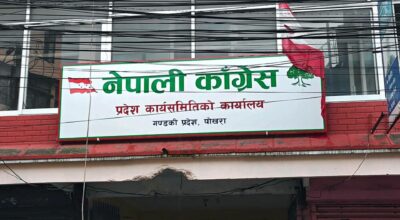 नेपाली काँग्रेस
प्रदेश कार्यसमितिको कार्यालय
गण्डकी प्रदेश, पोखरा